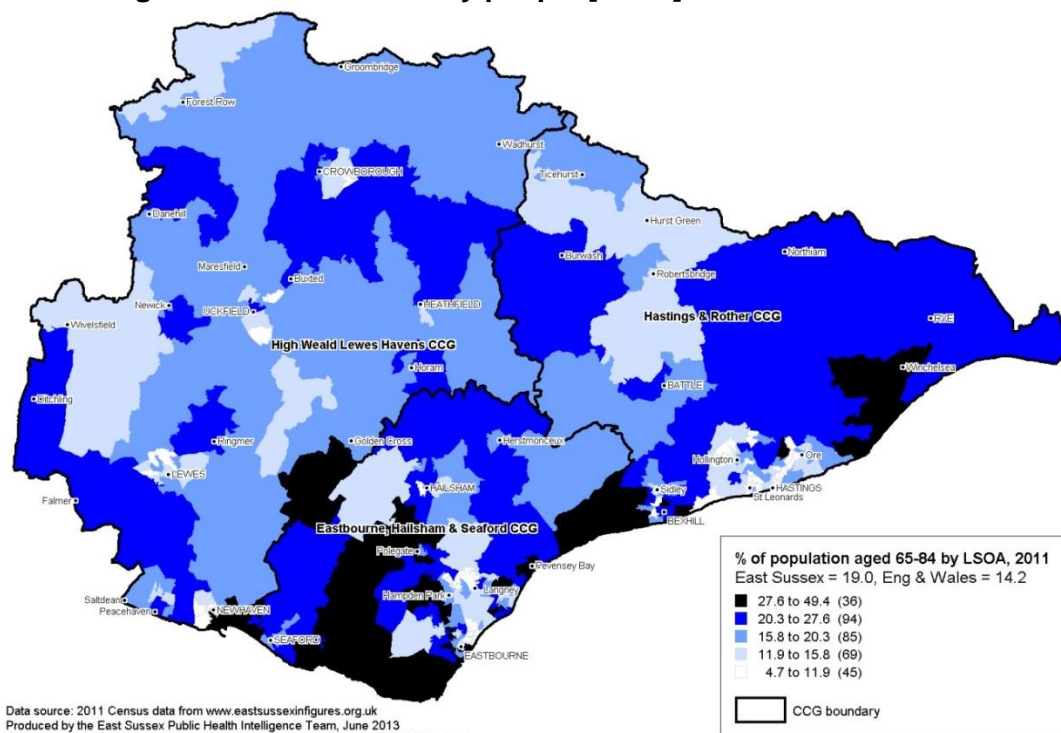 Groombridge
Forest Row
Wadhurst
CROWBOROUGH
Ticehurst
Danehill
Hurst Green
Burwash
Northiam
Maresfield
Buxted
Robertsbridge
Newick
UCKFIELD
HEATHFIELD
Wivelsfield
Hastings & Rother CCG
RYE
High Weald Lewes Havens CCG
Horam
Winchelsea
BATTLE
Ditchling
Ringmer
Golden Cross
Herstmonceux
LEWES
Hollington
Ore
HAILSHAM
Sidley
HASTINGS
St Leonards
Falmer
BEXHILL
Eastbourne, Hailsham & Seaford CCG
Polegate
Pevensey Bay
Hampden Park
Langney
Saltdean
Peacehaven
NEWHAVEN
SEAFORD
EASTBOURNE
% of population aged 65-84 by LSOA, 2011
East Sussex = 19.0, Eng & Wales = 14.2
27.6 to 49.4 (36)
20.3 to 27.6 (94)
15.8 to 20.3 (85)
11.9 to 15.8 (69)
4.7 to 11.9 (45)
CCG boundary
Data source: 2011 Census data from www.eastsussexinfigures.org.uk
Produced by the East Sussex Public Health Intelligence Team, June 2013